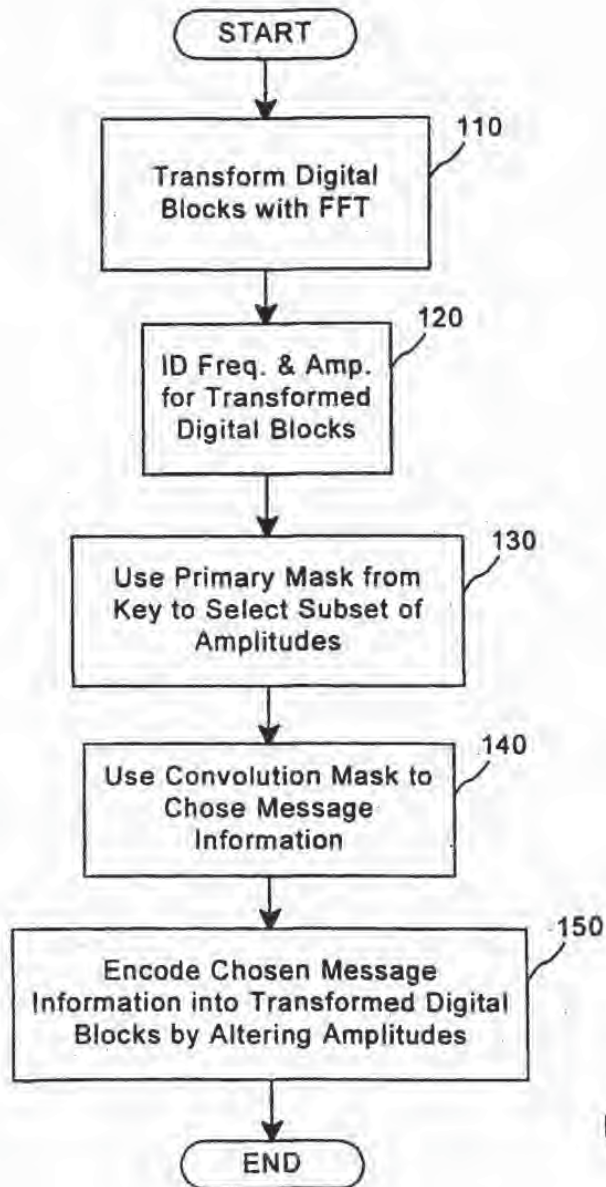 START
110
Transform Digital
Blocks with FFT
120
ID Freq. & Amp.
for Transformed
Digital Blocks
130
Use Primary Mask from
Key to Select Subset of
Amplitudes
140
Use Convolution Mask to
Chose Message
Information
150
Encode Chosen Message
Information into Transformed Digital
Blocks by Altering Amplitudes
END